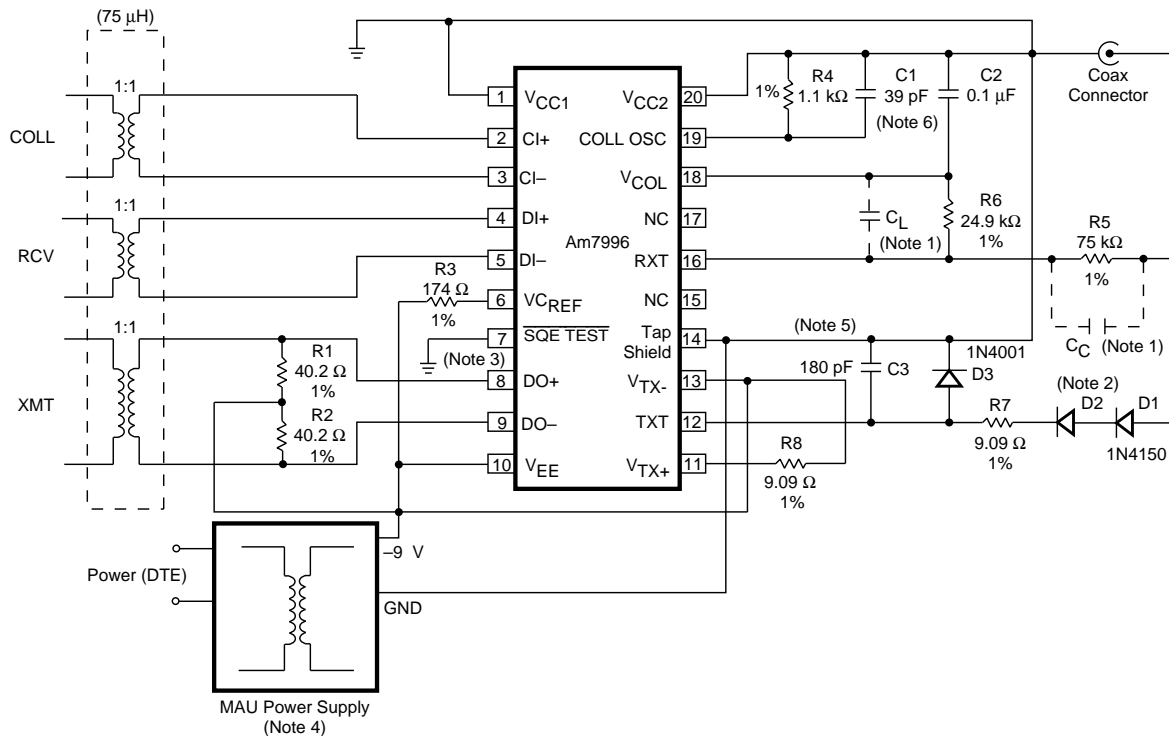 (75 μH)
1:1
COLL
1:1
RCV
1:1
XMT
R1
40.2 Ω
1%
R2
40.2 Ω
1%
R3
174 Ω
1%
(Note 3)
Am7996
1 VCC1
2 CI+
3 CI–
4 DI+
5 DI–
6 VCREF
7 SQE TEST
8 DO+
9 DO–
10 VEE
VCC2 20
COLL OSC 19
VCOL 18
NC 17
RXT 16
NC 15
Tap
Shield
14
VTX- 13
TXT 12
VTX+ 11
R4
1%
1.1 kΩ
C1
39 pF
(Note 6)
C2
0.1 μF
Coax
Connector
CL
(Note 1)
R6
24.9 kΩ
1%
R5
75 kΩ
1%
CC (Note 1)
(Note 5)
180 pF C3
1N4001
D3
(Note 2)
D2
D1
1N4150
R7
9.09 Ω
1%
R8
9.09 Ω
1%
Power (DTE)
–9 V
GND
MAU Power Supply
(Note 4)